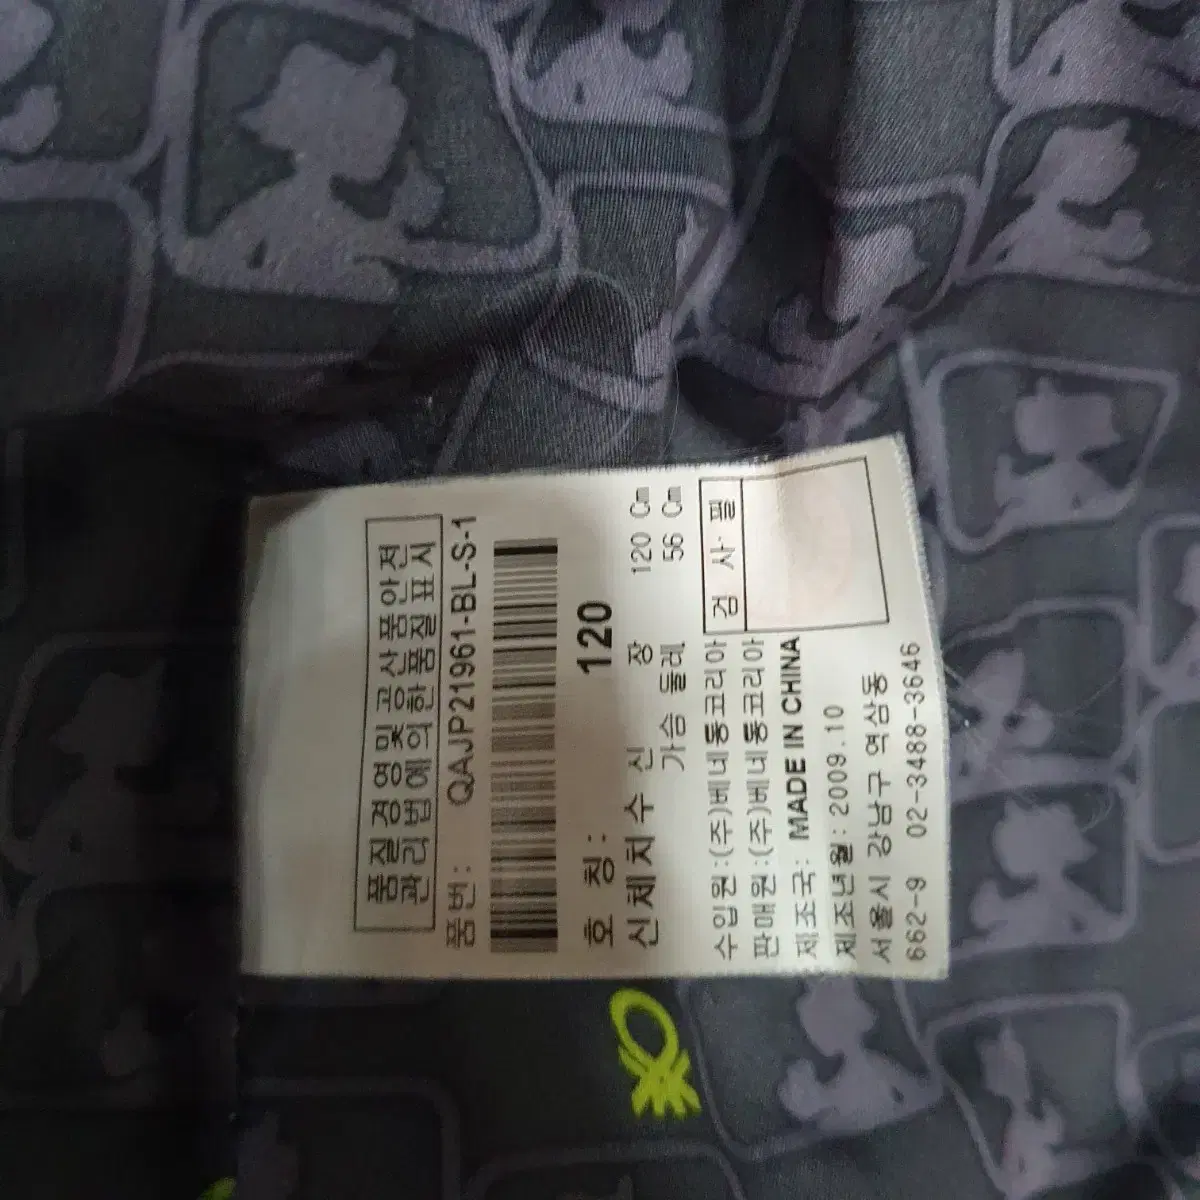 품질경영및 공산품안전
관리법에의한 품질표시
품번: QAJP21961-BL-S-1
호 칭: 120
신체치수 신 장 120 Cm
가슴둘레 56 Cm
수입원:(주)베네통코리아
판매원:(주)베네통코리아
검 사·필
제조국: MADE IN CHINA
제조년월: 2009.10
서울시 강남구 역삼동
662-9 02-3488-3646